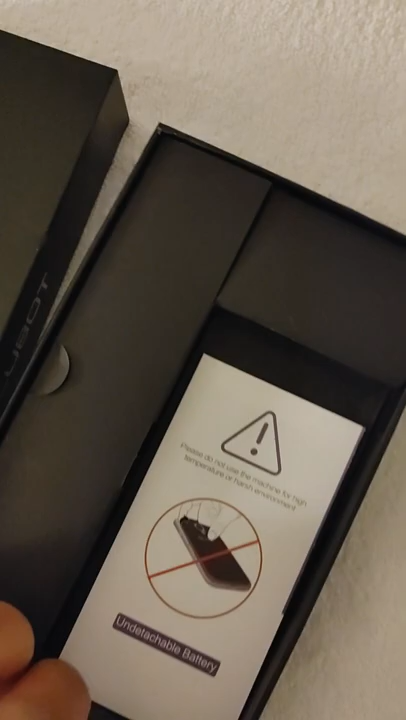 UBOT
Please do not use the machine for high
temperature or harsh environment
Undetachable Battery